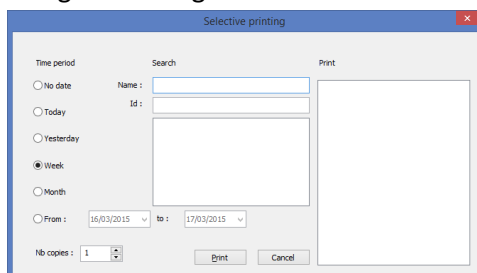 Selective printing
Time period Search Print
No date Name :
Today Id :
Yesterday
Week
Month
From : 16/03/2015 to : 17/03/2015
Nb copies : 1 Print Cancel